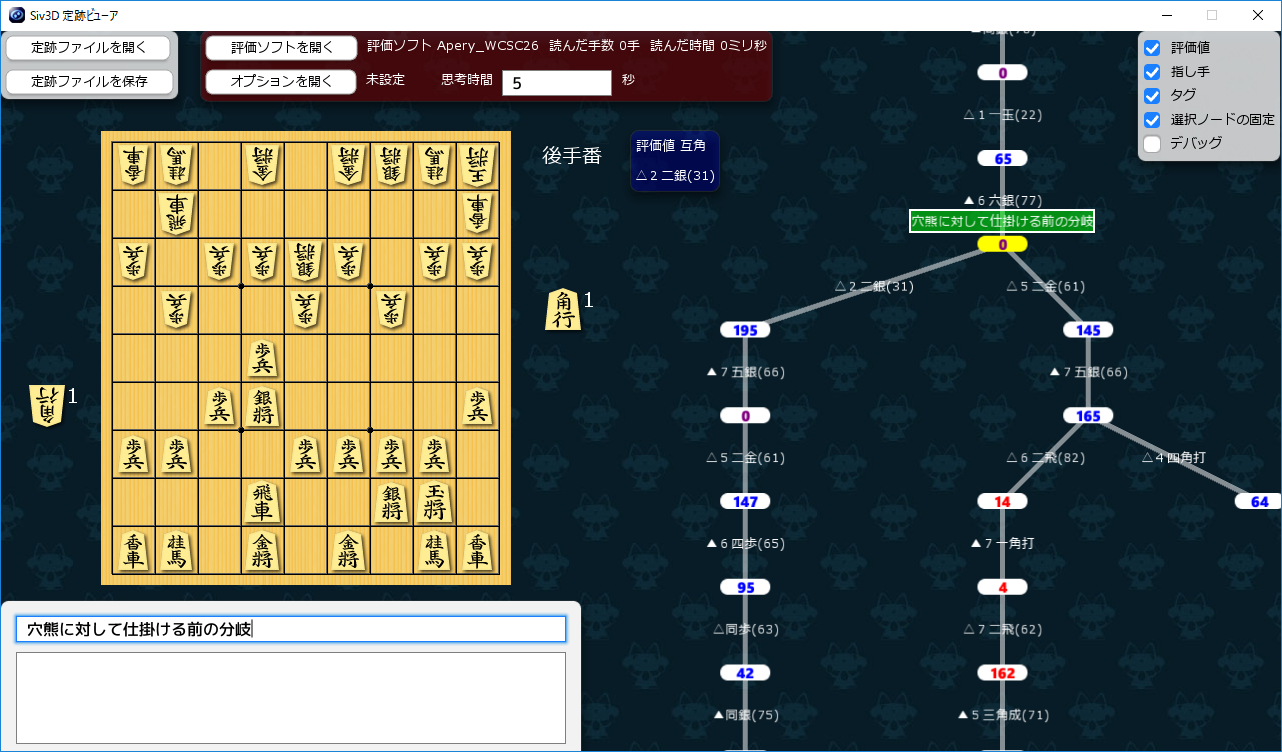 Siv3D 定跡ビューア
定跡ファイルを開く
定跡ファイルを保存
評価ソフトを開く
評価ソフト Apery_WCSC26 読んだ手数 0手 読んだ時間 0ミリ秒
オプションを開く
未設定
思考時間
5
秒
評価値
指し手
タグ
選択ノードの固定
デバッグ
後手番
評価値 互角
△2二銀(31)
香車 桂馬 金将 金将 銀将 桂馬 王将
飛車 香車
歩兵 歩兵 歩兵 銀将 歩兵 歩兵 歩兵
歩兵 歩兵 歩兵
歩兵
歩兵 銀将 歩兵
歩兵 歩兵 歩兵 歩兵 歩兵 歩兵
飛車 銀将 玉将
香車 桂馬 金将 金将 桂馬 香車
角行 1
角行 1
0
△1一玉(22)
65
▲6六銀(77)
穴熊に対して仕掛ける前の分岐
0
△2二銀(31)
△5二金(61)
195
145
▲7五銀(66)
▲7五銀(66)
0
165
△5二金(61)
△6二飛(82)
△4四角打
147
14
64
▲6四歩(65)
▲7一角打
95
4
△同歩(63)
△7二飛(62)
42
162
▲同銀(75)
▲5三角成(71)
穴熊に対して仕掛ける前の分岐